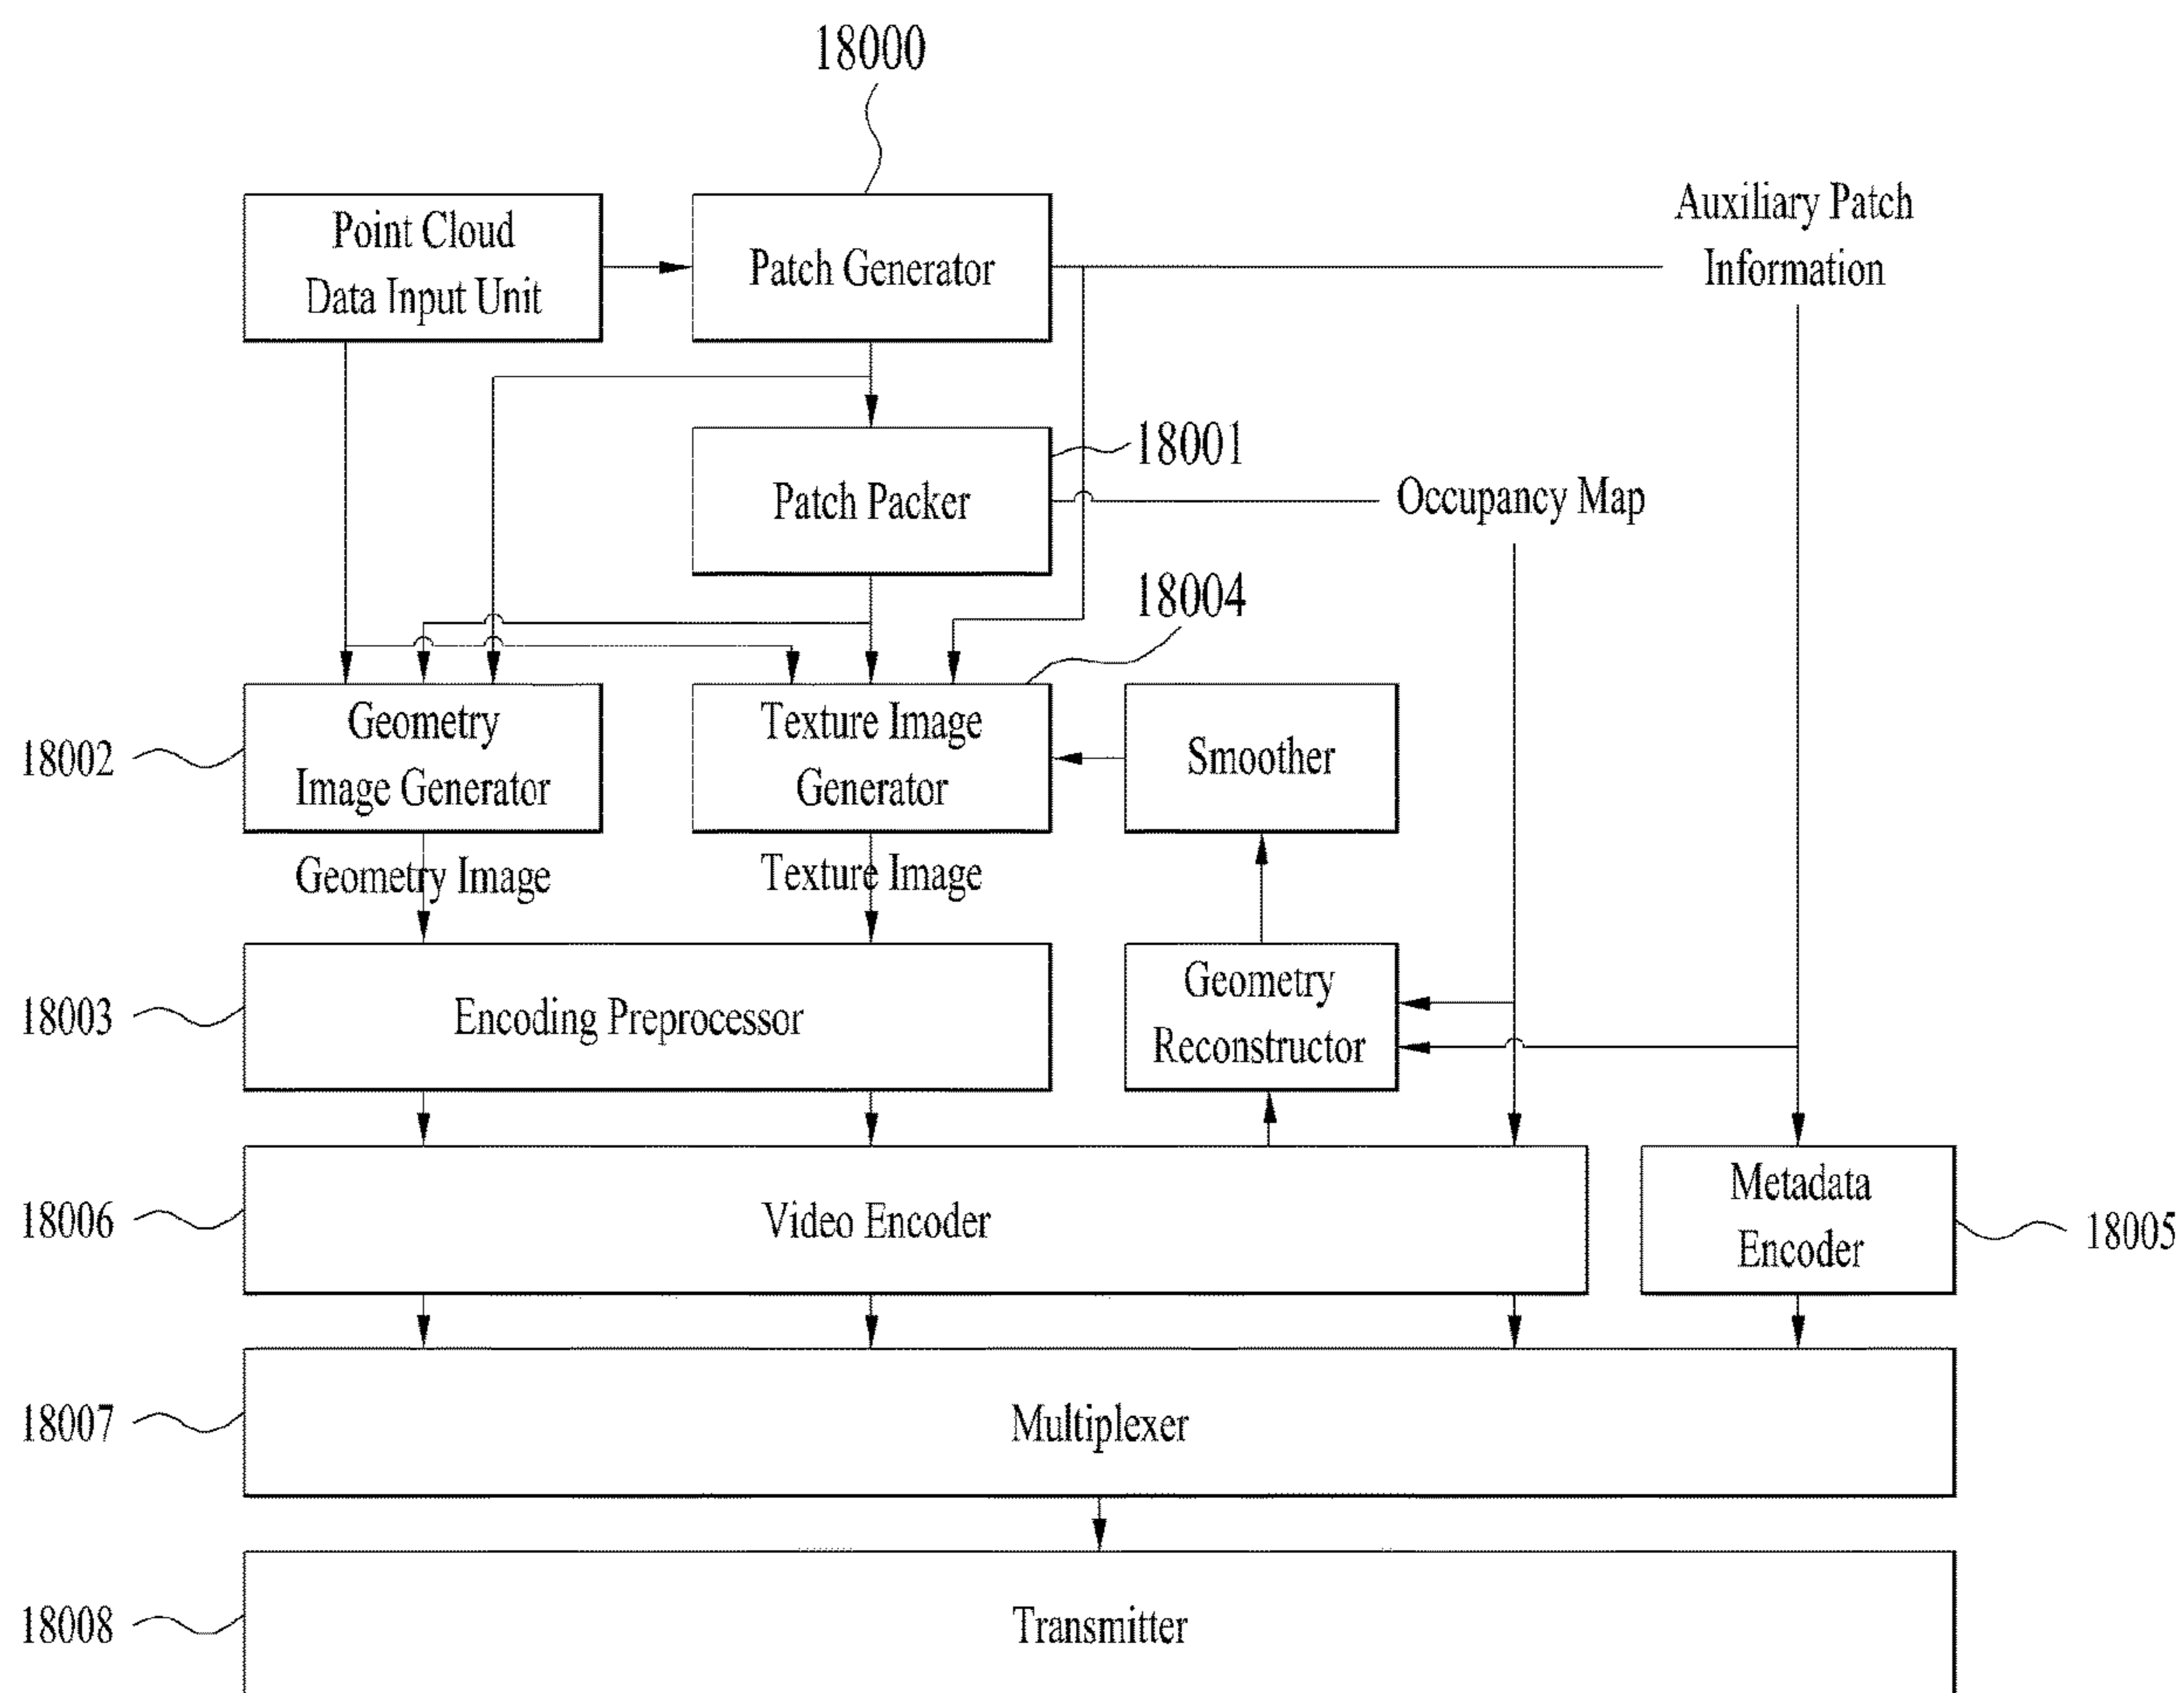 18000
Point Cloud
Data Input Unit
Patch Generator
Auxiliary Patch
Information
18001
Patch Packer
Occupancy Map
18004
18002
Geometry
Image Generator
Texture Image
Generator
Smoother
Geometry Image
Texture Image
18003
Encoding Preprocessor
Geometry
Reconstructor
18006
Video Encoder
Metadata
Encoder
18005
18007
Multiplexer
18008
Transmitter